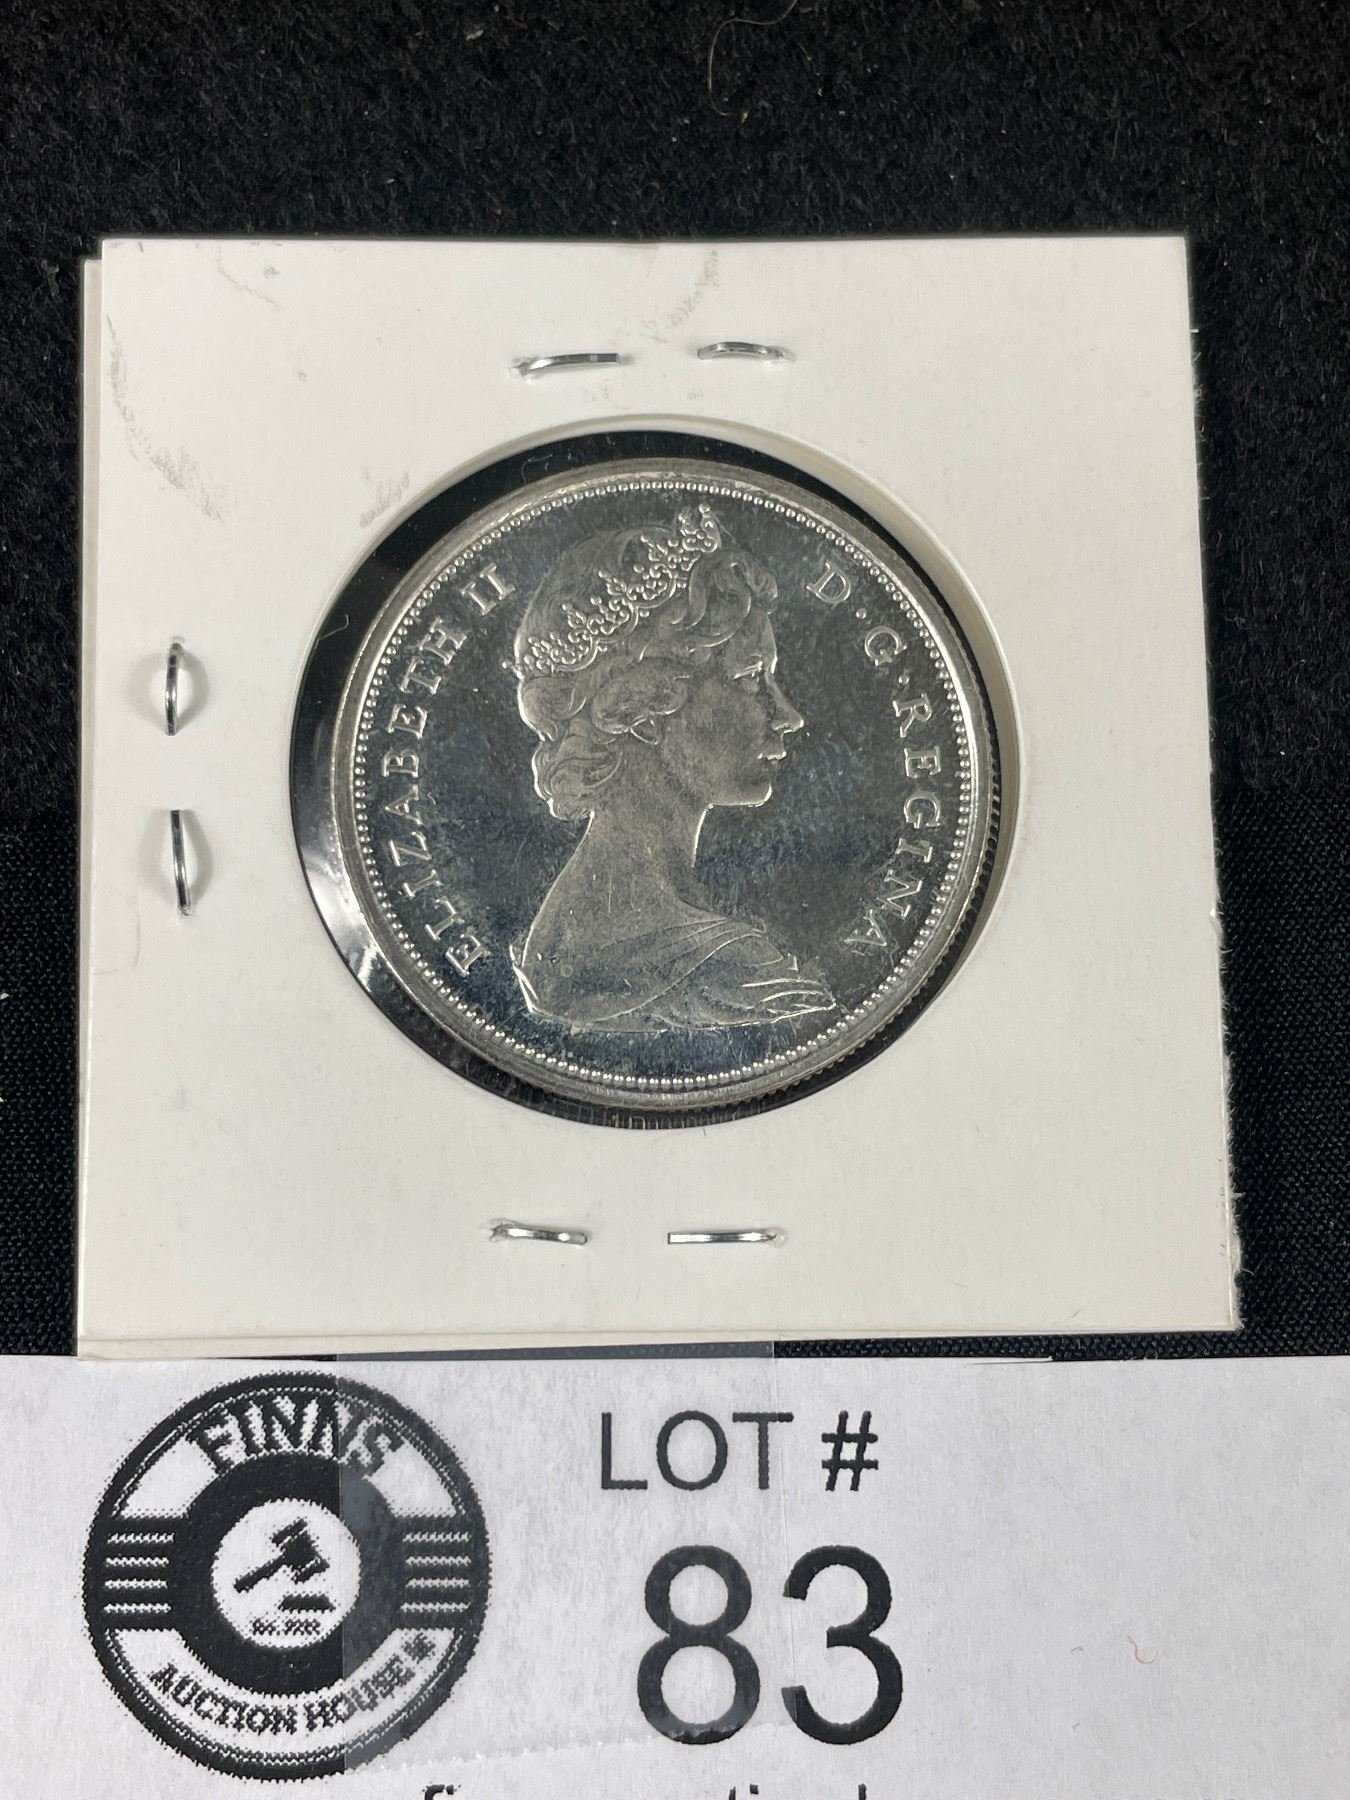 ELIZABETH II D·G·REGINA
FINNS
AUCTION HOUSE
LOT #
83